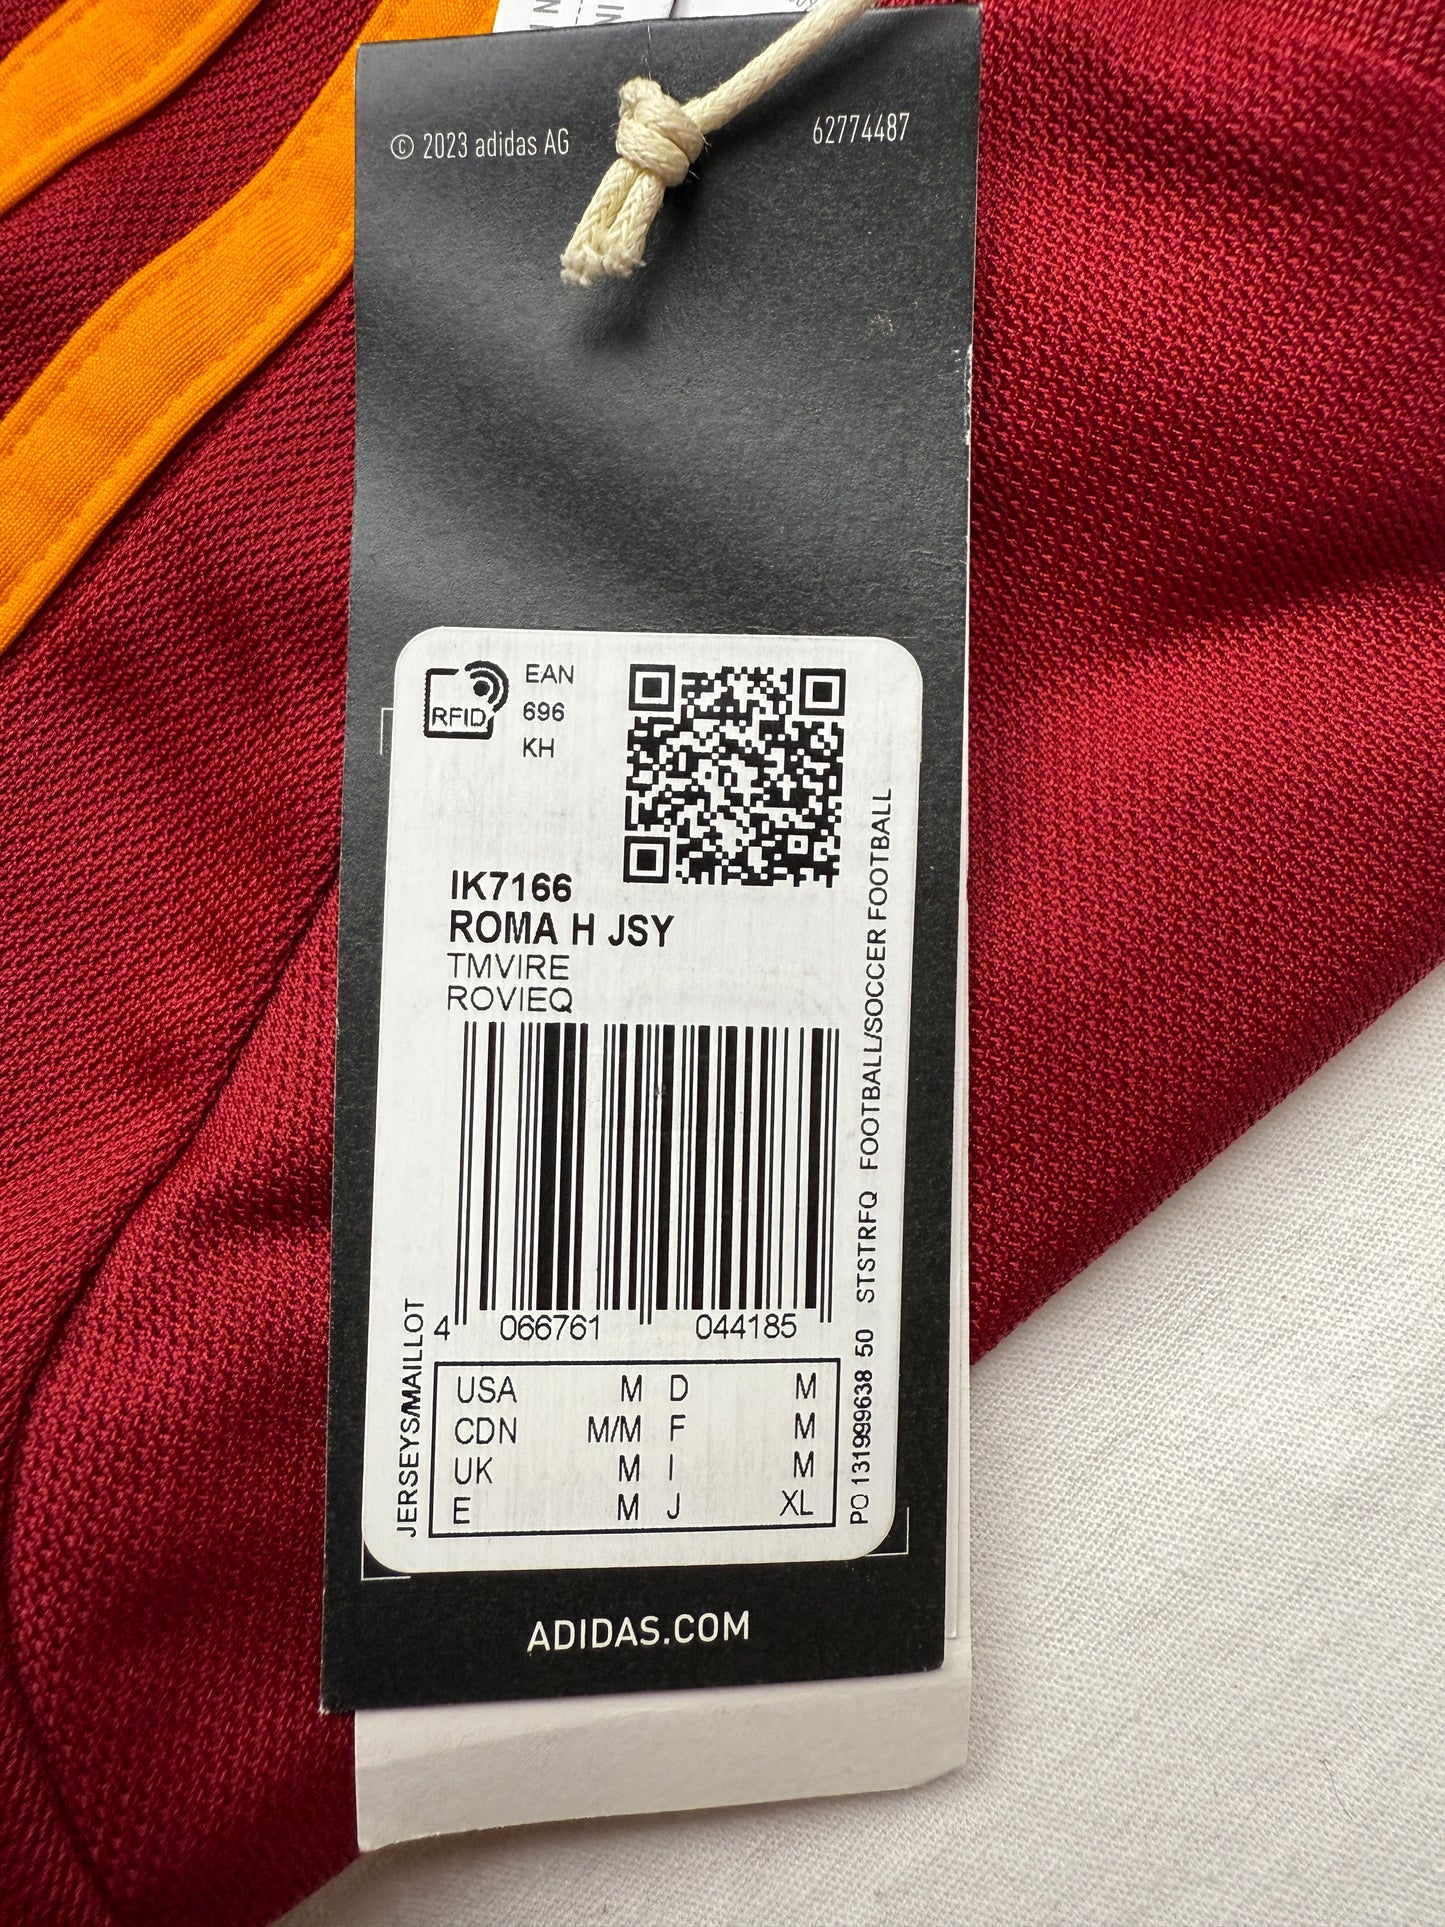 © 2023 adidas AG
62774487
RFID
EAN
696
KH
IK7166
ROMA H JSY
TMVIRE
ROVIEQ
4 066761 044185
JERSEYS/MAILLOT
PO 1319999638 50 STSTRFQ FOOTBALL/SOCCER FOOTBALL
USA M D M
CDN M/M F M
UK M I M
E M J XL
ADIDAS.COM